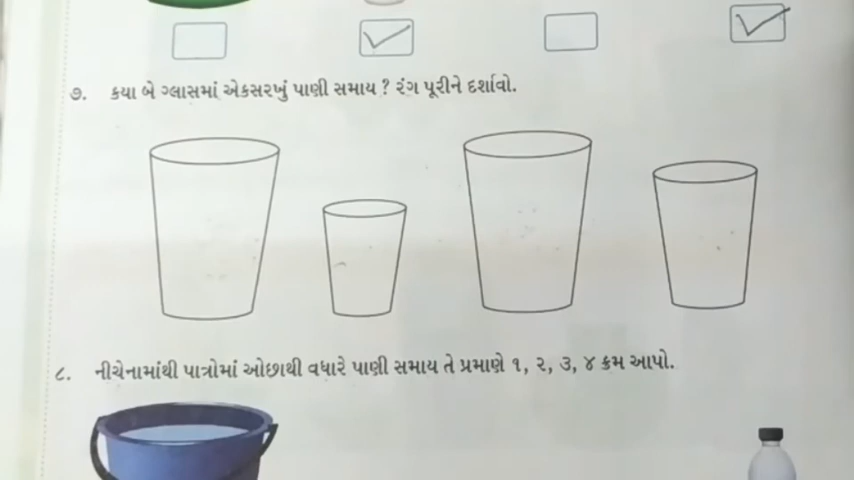 ૭. કયા બે ગ્લાસમાં એકસરખું પાણી સમાય ? રંગ પૂરીને દર્શાવો.
૮. નીચેનામાંથી પાત્રોમાં ઓછાથી વધારે પાણી સમાય તે પ્રમાણે ૧, ૨, ૩, ૪ ક્રમ આપો.